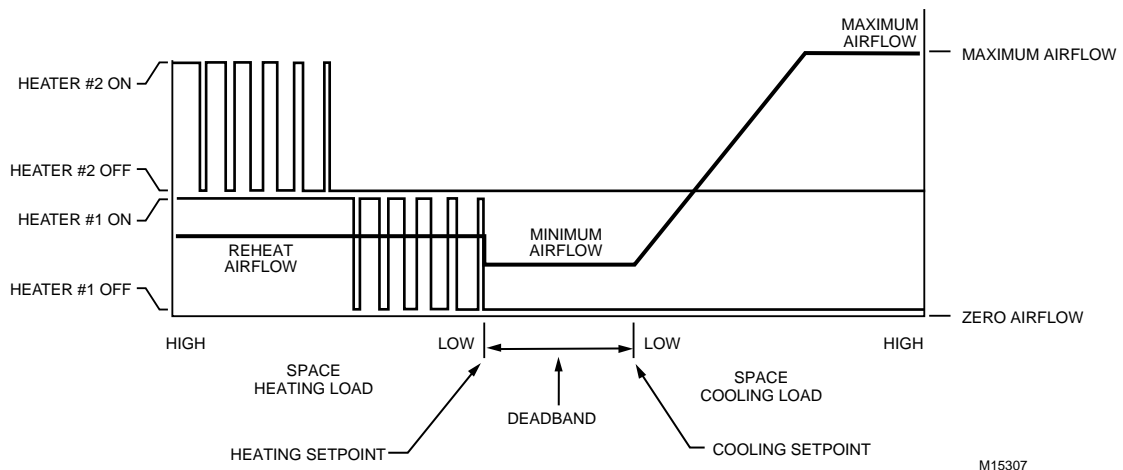 MAXIMUM
AIRFLOW
MAXIMUM AIRFLOW
HEATER #2 ON
HEATER #2 OFF
HEATER #1 ON
REHEAT
AIRFLOW
MINIMUM
AIRFLOW
HEATER #1 OFF
ZERO AIRFLOW
HIGH
LOW
LOW
HIGH
SPACE
HEATING LOAD
SPACE
COOLING LOAD
DEADBAND
HEATING SETPOINT
COOLING SETPOINT
M15307